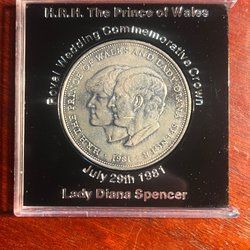 H.R.H. The Prince of Wales
Royal Wedding Commemorative Crown
H.R.H. THE PRINCE OF WALES AND LADY DIANA SPENCER
· 1981 ·
July 29th 1981
Lady Diana Spencer